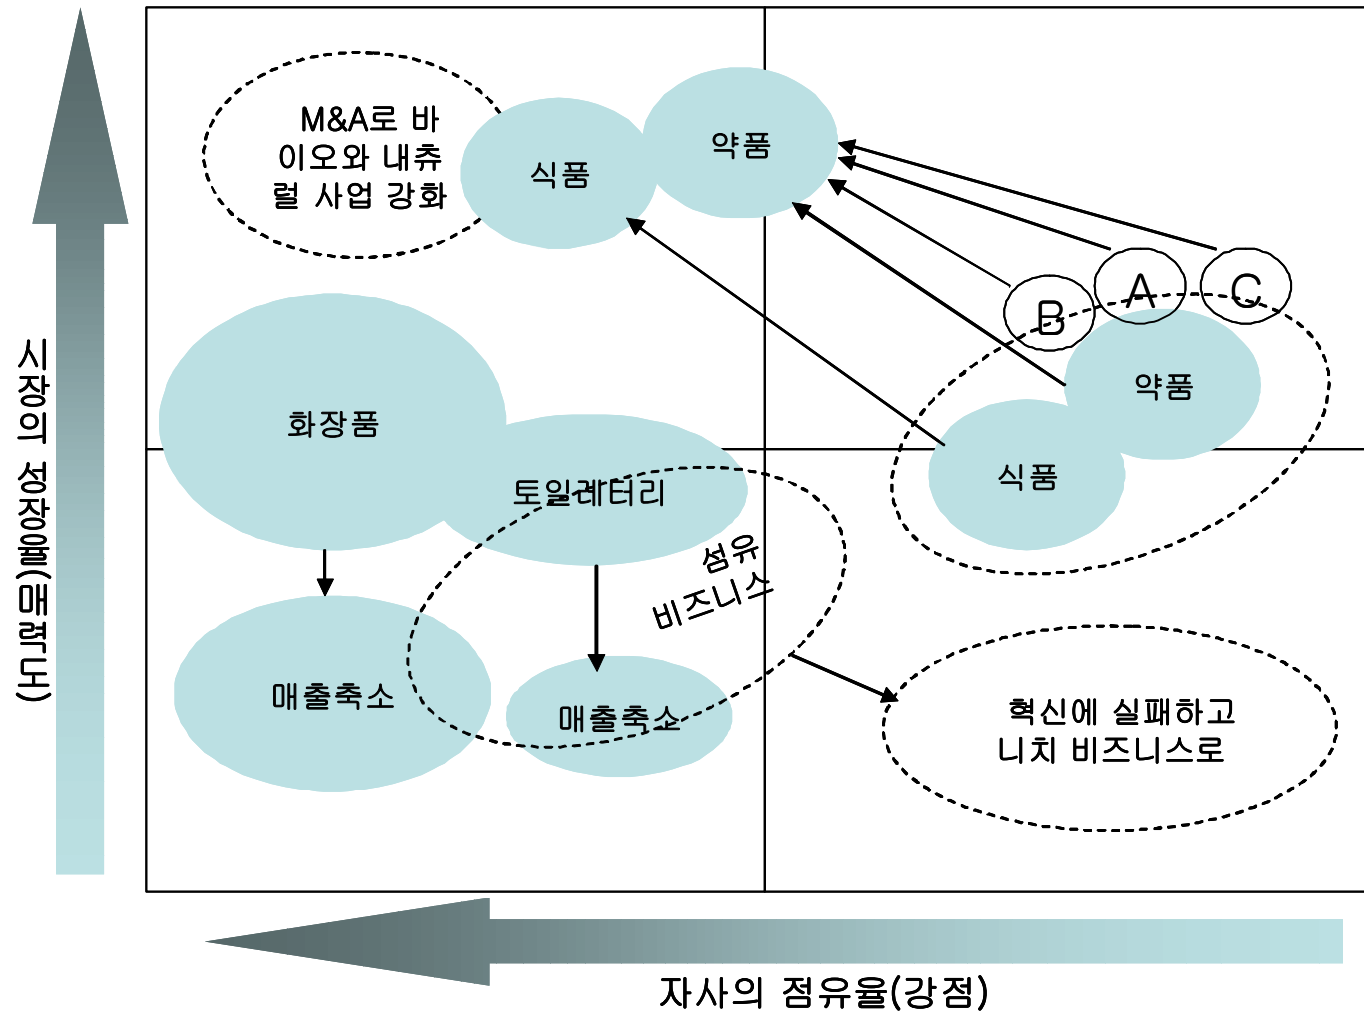 M&A로 바
이오와 내츄
럴 사업 강화
식품
약품
B
A
C
약품
식품
화장품
토일레터리
섬유
비즈니스
매출축소
매출축소
혁신에 실패하고
니치 비즈니스로
시장의 성장율(매력도)
자사의 점유율(강점)